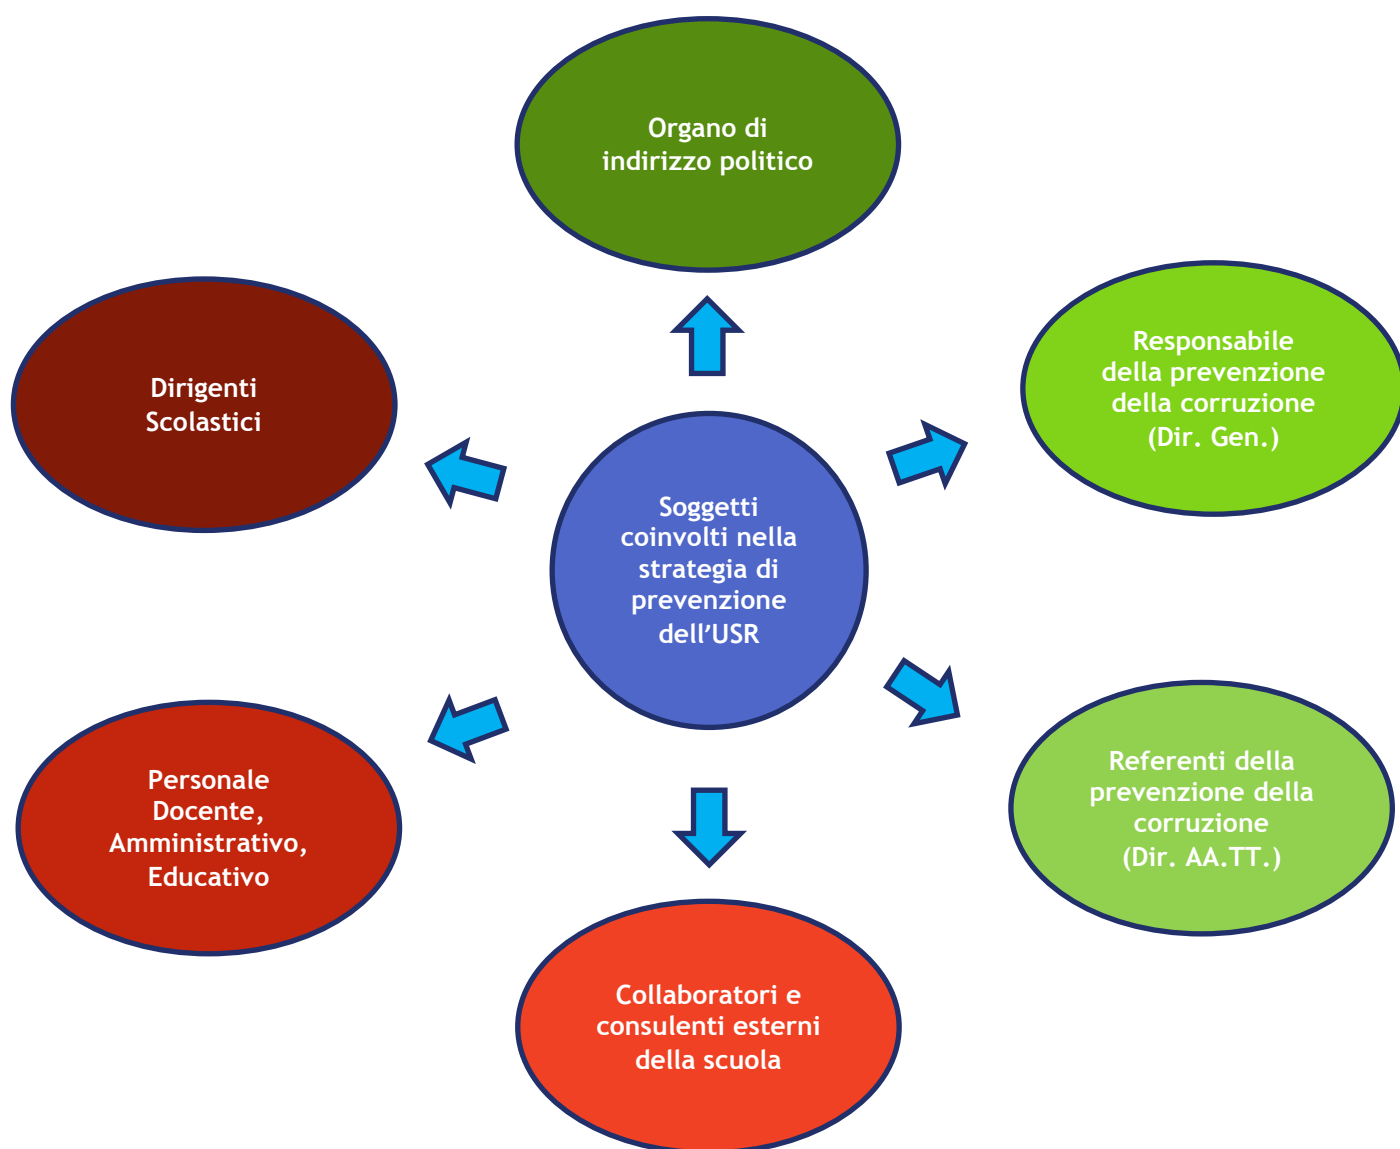 Organo di
indirizzo politico
Responsabile
della prevenzione
della corruzione
(Dir. Gen.)
Dirigenti
Scolastici
Soggetti
coinvolti nella
strategia di
prevenzione
dell’USR
Referenti della
prevenzione della
corruzione
(Dir. AA.TT.)
Personale
Docente,
Amministrativo,
Educativo
Collaboratori e
consulenti esterni
della scuola